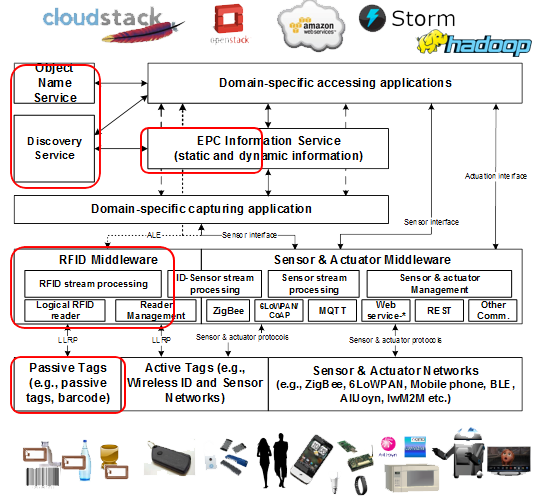 cloudstack
openstack
amazon
web services
Storm
hadoop
Object
Name
Service
Domain-specific accessing applications
Discovery
Service
EPC Information Service
(static and dynamic information)
Actuation interface
Domain-specific capturing application
Sensor interface
ALE
Sensor interface
RFID Middleware
Sensor & Actuator Middleware
RFID stream processing
ID-Sensor stream
processing
Sensor stream
processing
Sensor & actuator
Management
Logical RFID
reader
Reader
Management
ZigBee
6LoWPAN/
CoAP
MQTT
Web
service-*
REST
Other
Comm.
LLRP
LLRP
Sensor & actuator protocols
Sensor & actuator protocols
Passive Tags
(e.g., passive
tags, barcode)
Active Tags (e.g.,
Wireless ID and Sensor
Networks)
Sensor & Actuator Networks
(e.g., ZigBee, 6LoWPAN, Mobile phone, BLE,
AllJoyn, lwM2M etc.)